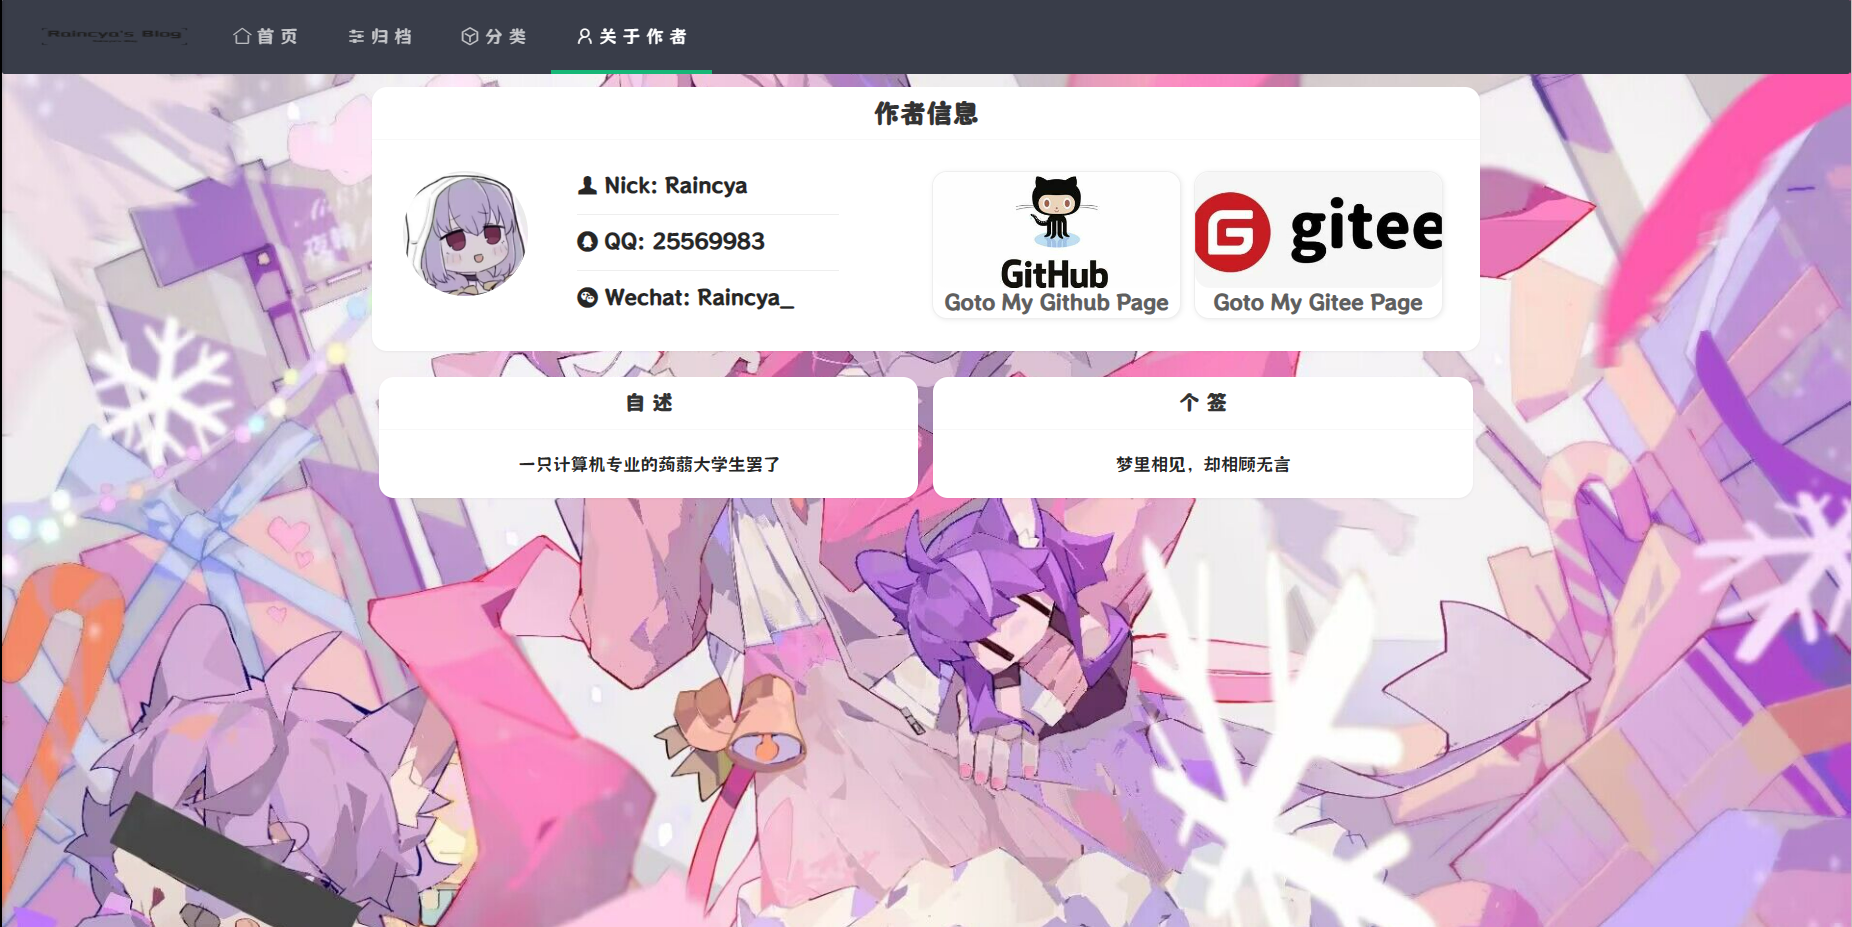 Raincya's Blog
首页
归档
分类
关于作者
作者信息
Nick: Raincya
QQ: 25569983
Wechat: Raincya_
GitHub
Goto My Github Page
gitee
Goto My Gitee Page
自 述
一只计算机专业的蒟蒻大学生罢了
个 签
梦里相见，却相顾无言